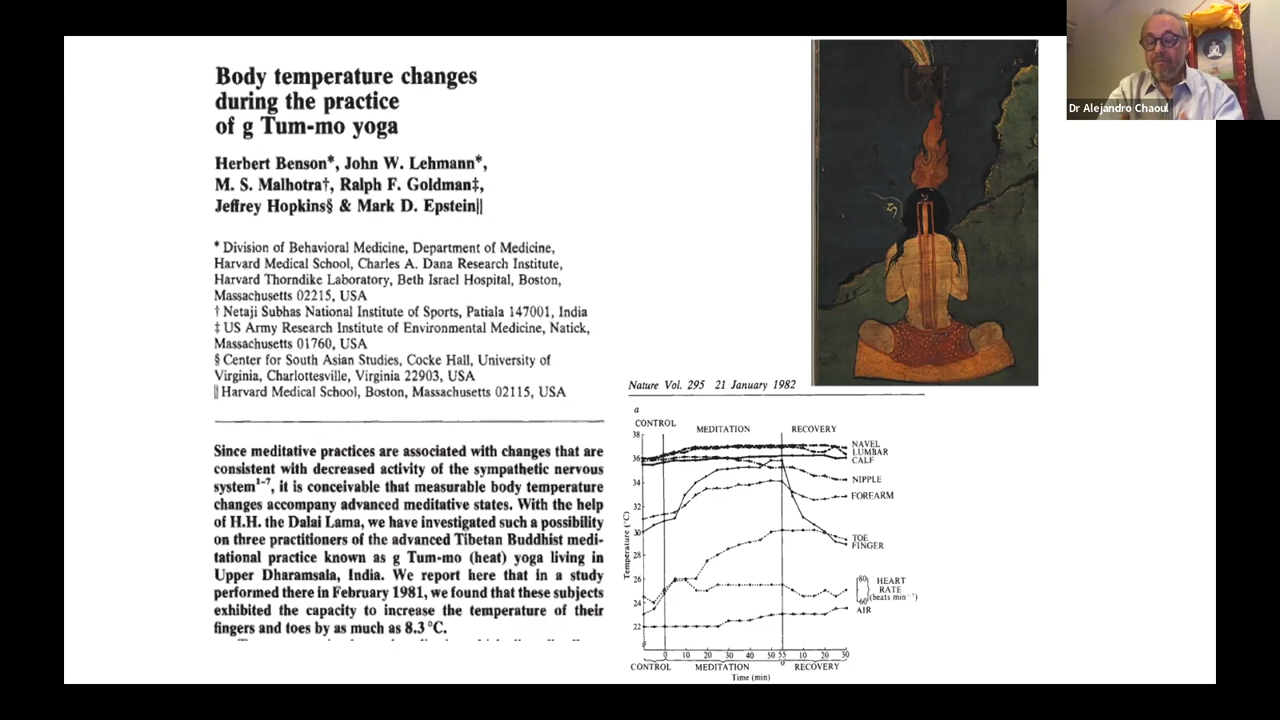 Body temperature changes
during the practice
of g Tum-mo yoga
Herbert Benson*, John W. Lehmann*,
M. S. Malhotra†, Ralph F. Goldman‡,
Jeffrey Hopkins§ & Mark D. Epstein||
* Division of Behavioral Medicine, Department of Medicine,
Harvard Medical School, Charles A. Dana Research Institute,
Harvard Thorndike Laboratory, Beth Israel Hospital, Boston,
Massachusetts 02215, USA
† Netaji Subhas National Institute of Sports, Patiala 147001, India
‡ US Army Research Institute of Environmental Medicine, Natick,
Massachusetts 01760, USA
§ Center for South Asian Studies, Cocke Hall, University of
Virginia, Charlottesville, Virginia 22903, USA
|| Harvard Medical School, Boston, Massachusetts 02115, USA
Since meditative practices are associated with changes that are
consistent with decreased activity of the sympathetic nervous
system1-7, it is conceivable that measurable body temperature
changes accompany advanced meditative states. With the help
of H.H. the Dalai Lama, we have investigated such a possibility
on three practitioners of the advanced Tibetan Buddhist medi-
tational practice known as g Tum-mo (heat) yoga living in
Upper Dharamsala, India. We report here that in a study
performed there in February 1981, we found that these subjects
exhibited the capacity to increase the temperature of their
fingers and toes by as much as 8.3 °C.
Dr Alejandro Chaoul
Nature Vol. 295 21 January 1982
a
CONTROL MEDITATION RECOVERY
38
36
34
32
30
28
26
24
22
Temperature (°C)
NAVEL
LUMBAR
CALF
NIPPLE
FOREARM
TOE
FINGER
80
60
HEART
RATE
(beats min⁻¹)
AIR
0 10 20 30 40 50 55 10 20 30
0
CONTROL MEDITATION RECOVERY
Time (min)